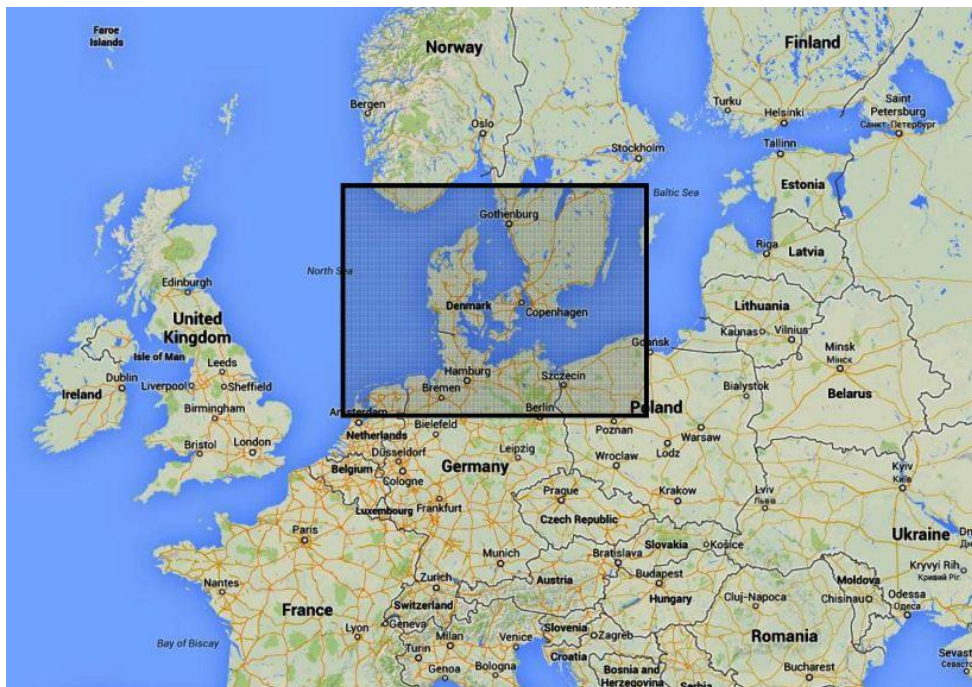 Faroe
Islands
Norway
Finland
Bergen
Oslo
Turku
Helsinki
Saint
Petersburg
Санкт-Петербург
Stockholm
Tallinn
Estonia
Baltic Sea
Gothenburg
Riga
Latvia
North Sea
Edinburgh
United
Kingdom
Denmark
Copenhagen
Lithuania
Kaunas
Vilnius
Isle of Man
Leeds
Gdańsk
Minsk
Мінск
Ireland
Dublin
Liverpool
Sheffield
Hamburg
Szczecin
Bialystok
Belarus
Birmingham
Bremen
Amsterdam
Berlin
Poland
Poznan
Warsaw
Bristol
London
Netherlands
Bielefeld
Leipzig
Lodz
Düsseldorf
Belgium
Germany
Wroclaw
Cologne
Kyiv
Київ
Luxembourg
Frankfurt
Prague
Krakow
Lviv
Львів
Czech Republic
Paris
Ukraine
Slovakia
Košice
Munich
Bratislava
Nantes
Zurich
Austria
Budapest
Kryvyi Rih
Кривий Ріг
France
Switzerland
Hungary
Cluj-Napoca
Moldova
Chisinau
Odessa
Одеса
Geneva
Slovenia
Zagreb
Bay of Biscay
Lyon
Milan
Venice
Croatia
Romania
Turin
Genoa
Bologna
Bosnia and
Herzegovina
Bucharest